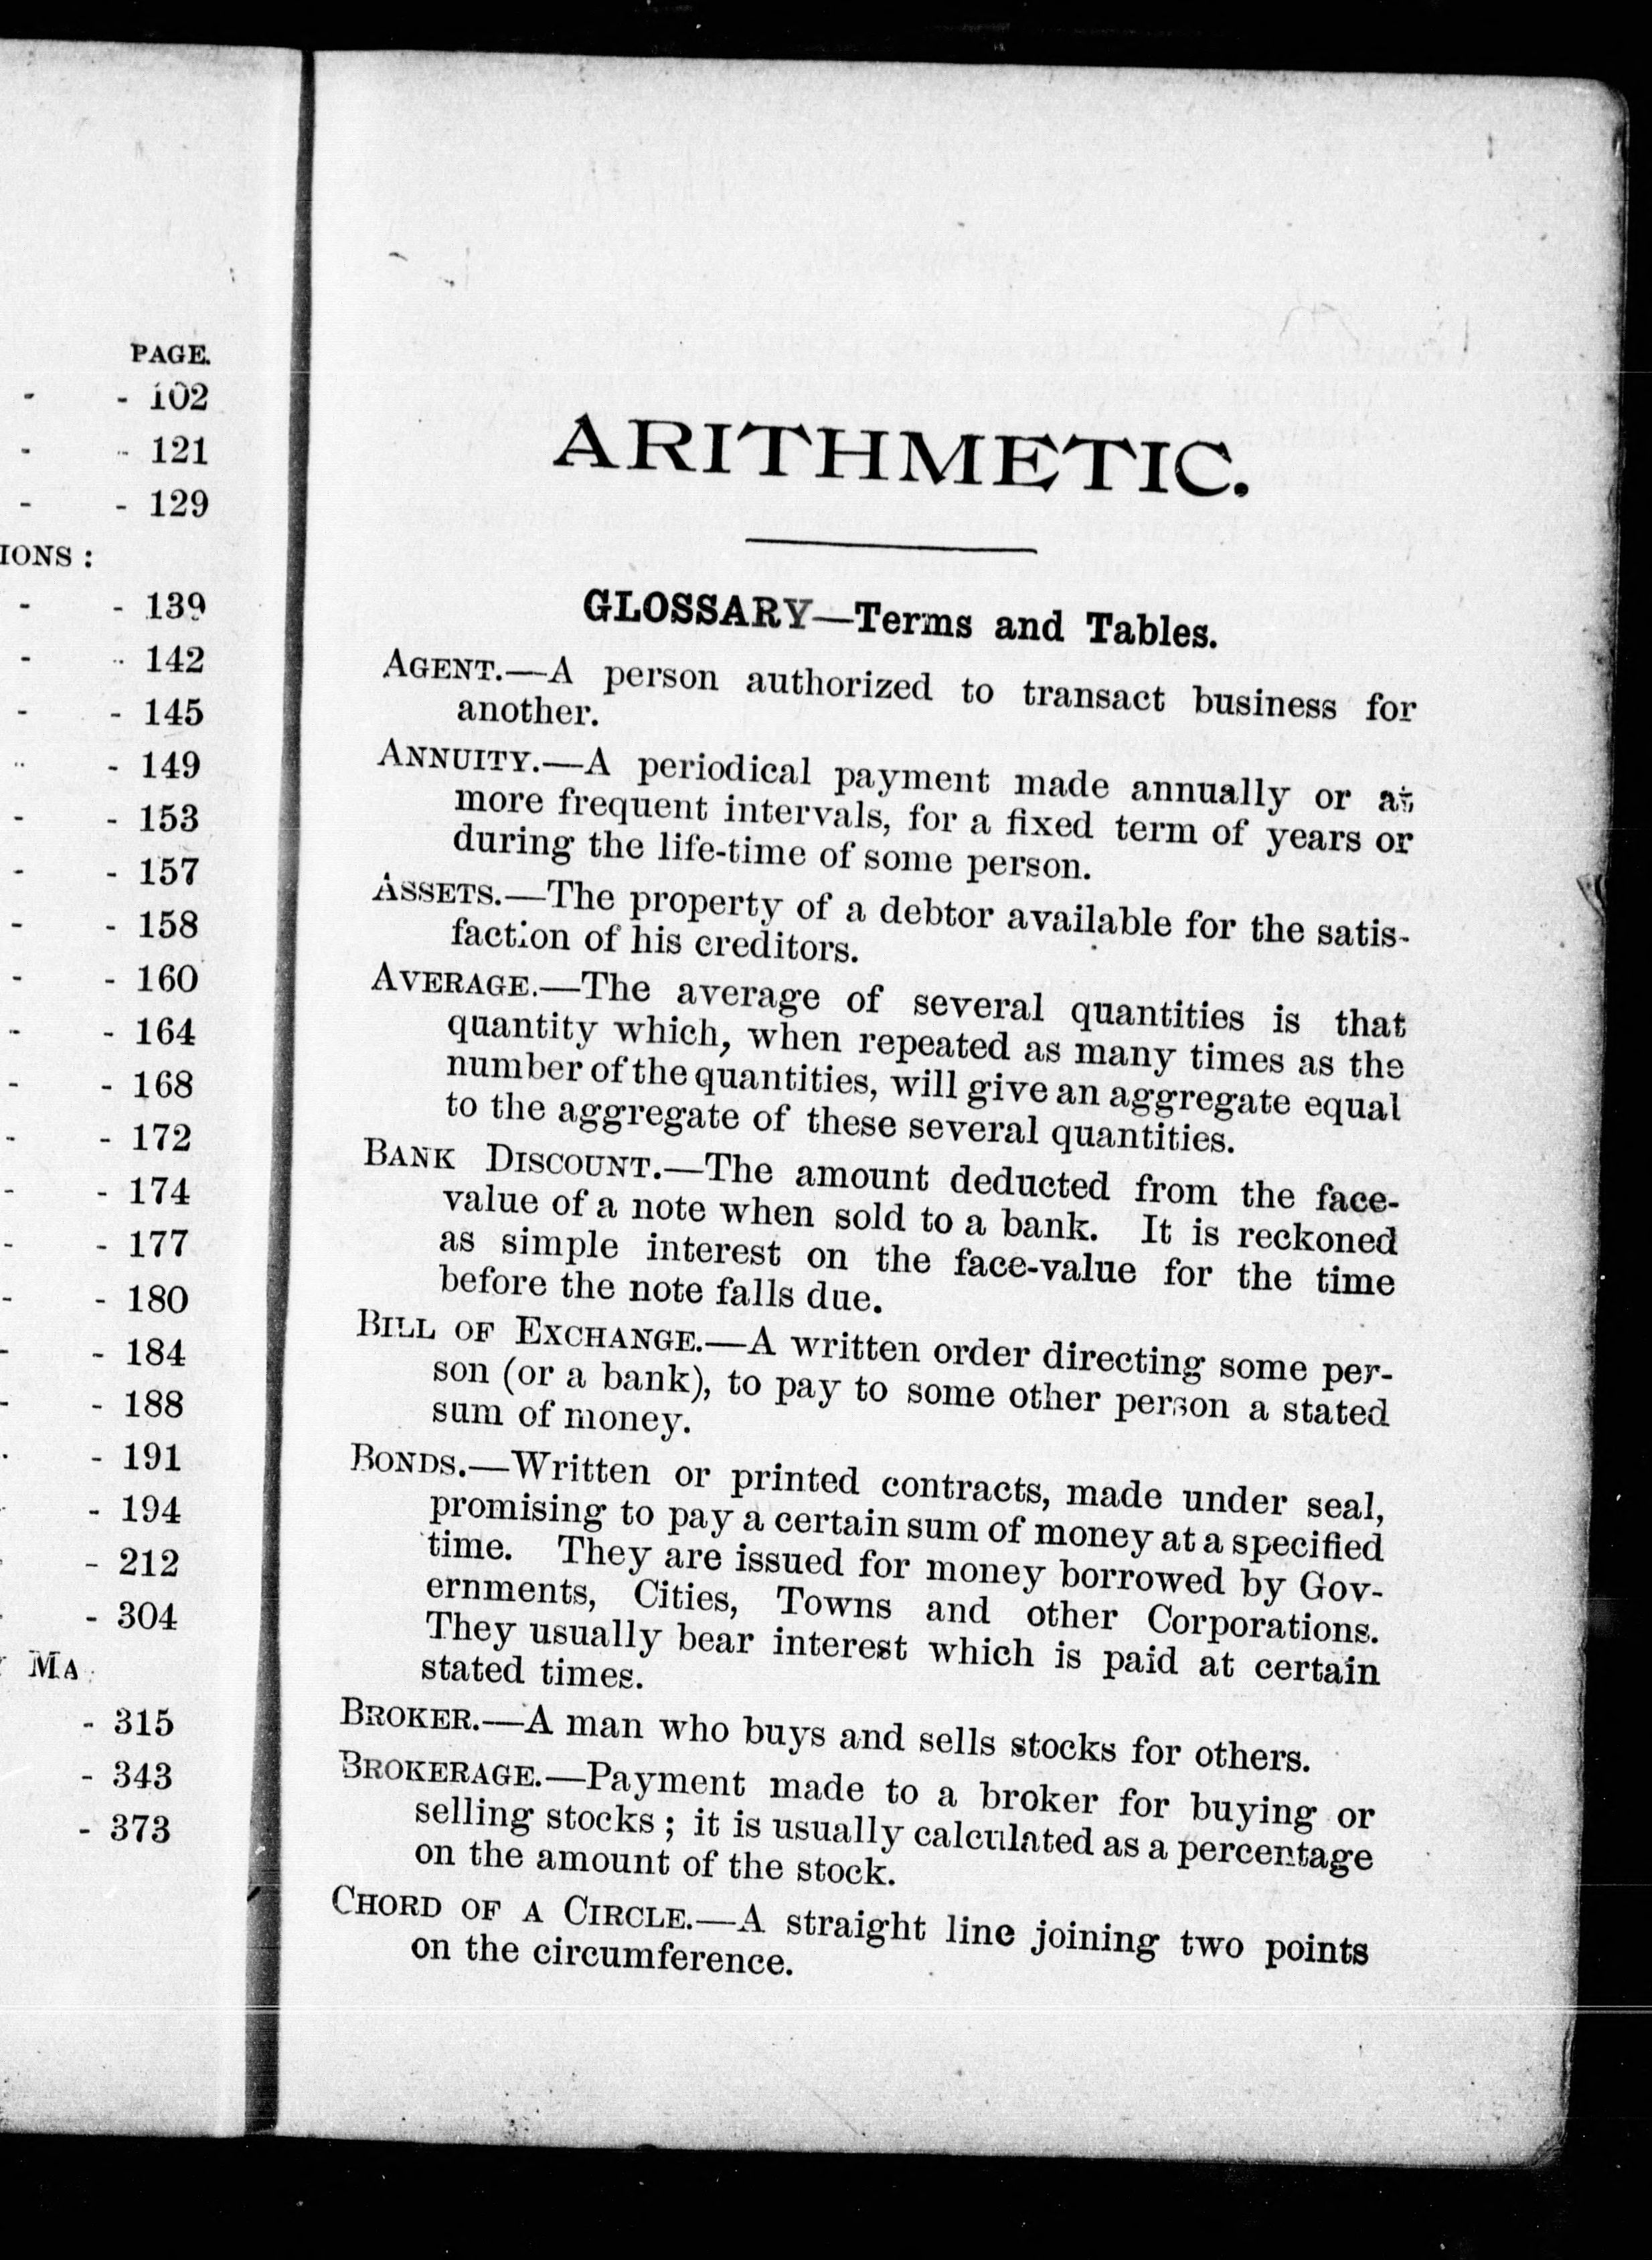 PAGE.
- - 102
- - 121
- - 129
IONS :
- - 139
- - 142
- - 145
- - 149
- - 153
- - 157
- - 158
- - 160
- - 164
- - 168
- - 172
- - 174
- - 177
- - 180
- - 184
- - 188
- - 191
- 194
- 212
- 304
MA
- 315
- 343
- 373
ARITHMETIC.
GLOSSARY—Terms and Tables.
AGENT.—A person authorized to transact business for
another.
ANNUITY.—A periodical payment made annually or at
more frequent intervals, for a fixed term of years or
during the life-time of some person.
ASSETS.—The property of a debtor available for the satis-
faction of his creditors.
AVERAGE.—The average of several quantities is that
quantity which, when repeated as many times as the
number of the quantities, will give an aggregate equal
to the aggregate of these several quantities.
BANK DISCOUNT.—The amount deducted from the face-
value of a note when sold to a bank. It is reckoned
as simple interest on the face-value for the time
before the note falls due.
BILL OF EXCHANGE.—A written order directing some per-
son (or a bank), to pay to some other person a stated
sum of money.
BONDS.—Written or printed contracts, made under seal,
promising to pay a certain sum of money at a specified
time. They are issued for money borrowed by Gov-
ernments, Cities, Towns and other Corporations.
They usually bear interest which is paid at certain
stated times.
BROKER.—A man who buys and sells stocks for others.
BROKERAGE.—Payment made to a broker for buying or
selling stocks ; it is usually calculated as a percentage
on the amount of the stock.
CHORD OF A CIRCLE.—A straight line joining two points
on the circumference.